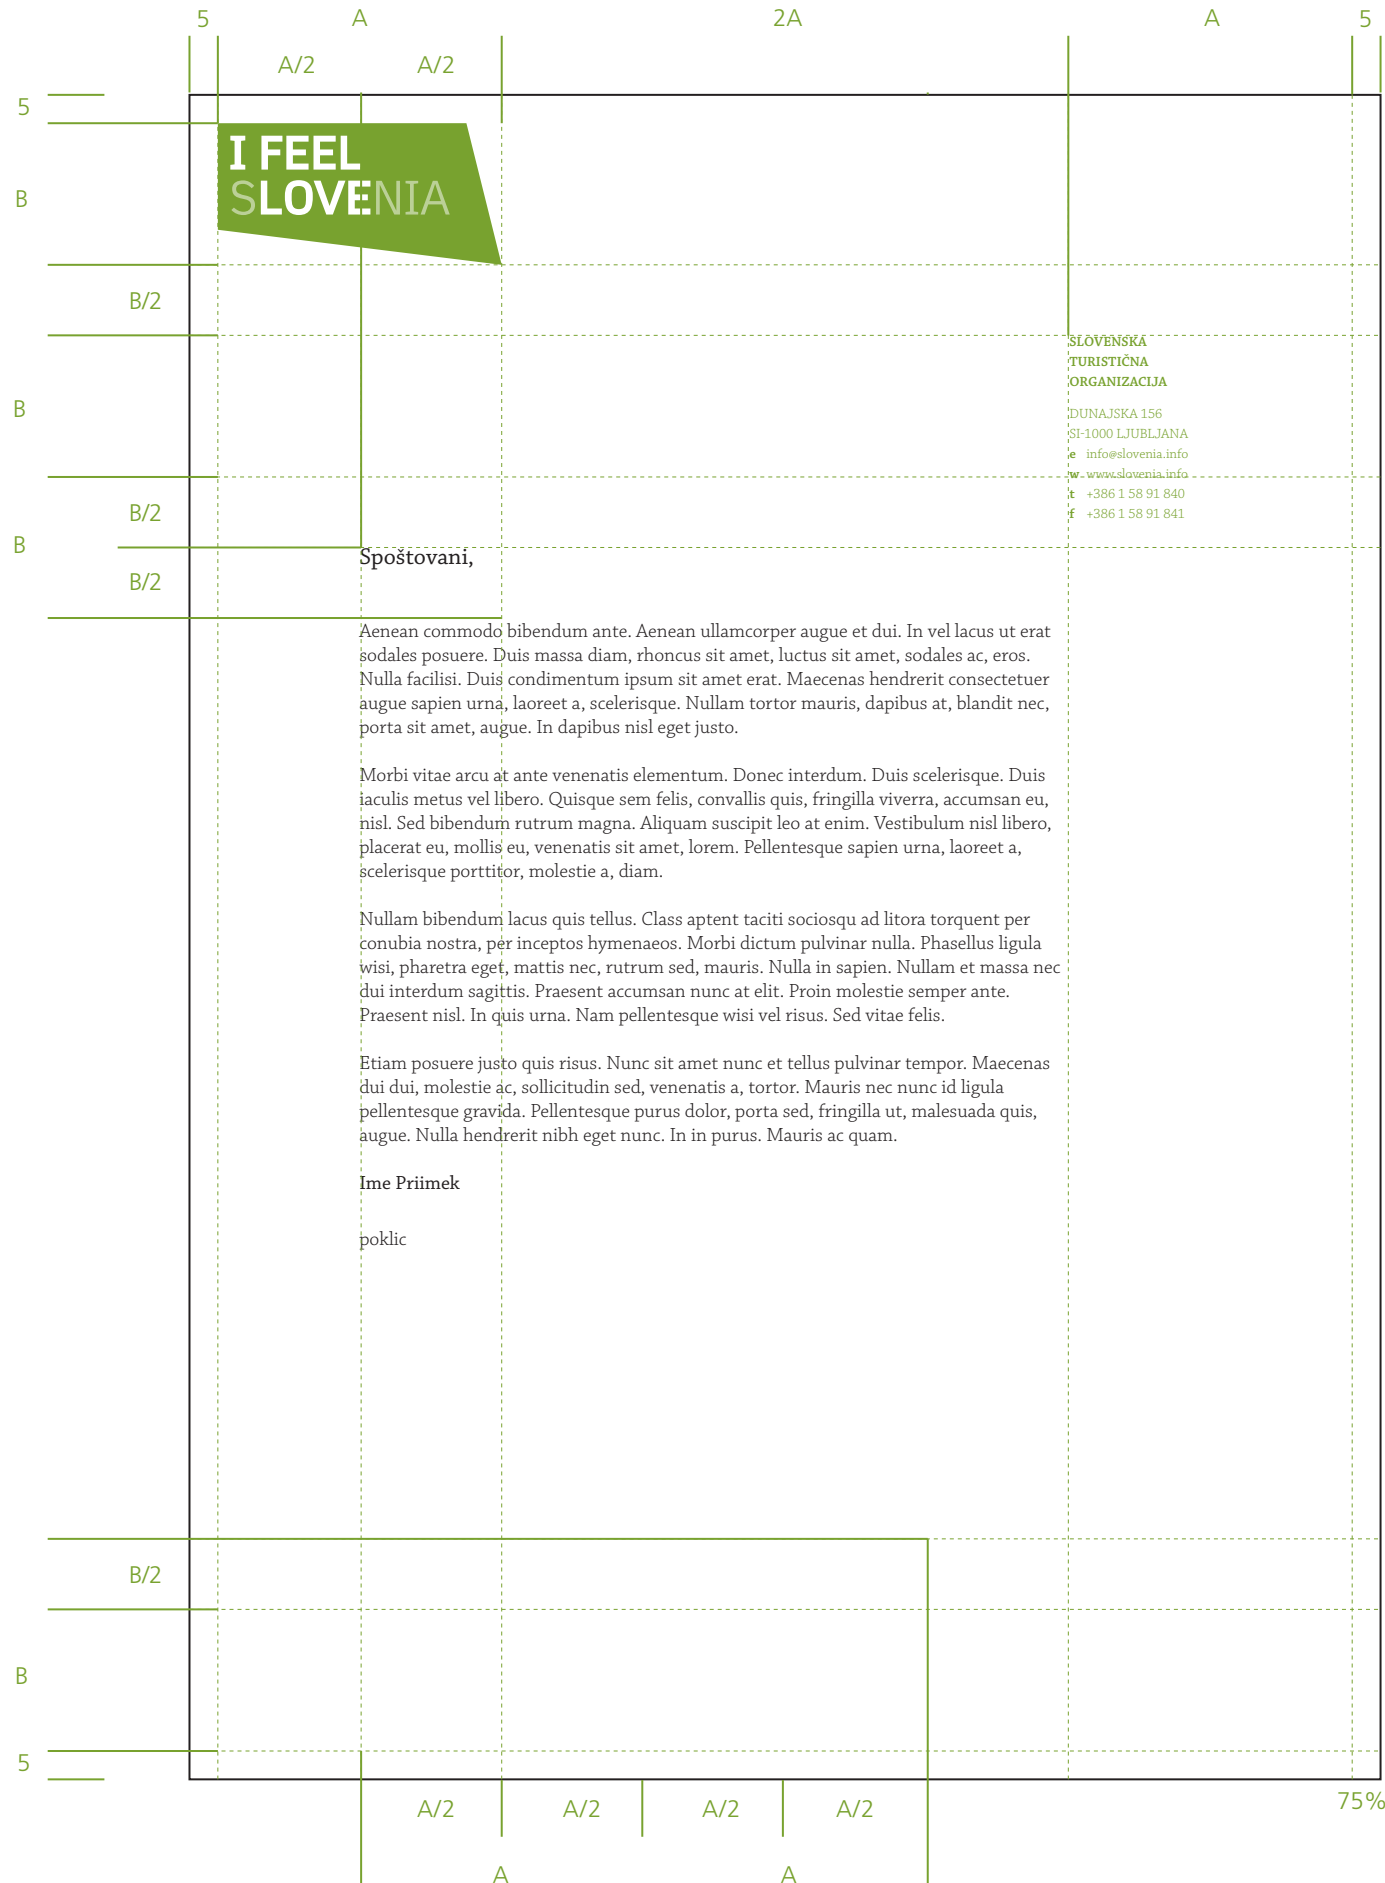 5
A
2A
A
5
A/2
A/2
5
I FEEL
SLOVENIA
B
B/2
SLOVENSKA
TURISTIČNA
ORGANIZACIJA
B
DUNAJSKA 156
SI-1000 LJUBLJANA
e info@slovenia.info
w www.slovenia.info
t +386 1 58 91 840
f +386 1 58 91 841
B/2
B
Spoštovani,
B/2
Aenean commodo bibendum ante. Aenean ullamcorper augue et dui. In vel lacus ut erat
sodales posuere. Duis massa diam, rhoncus sit amet, luctus sit amet, sodales ac, eros.
Nulla facilisi. Duis condimentum ipsum sit amet erat. Maecenas hendrerit consectetuer
augue sapien urna, laoreet a, scelerisque. Nullam tortor mauris, dapibus at, blandit nec,
porta sit amet, augue. In dapibus nisl eget justo.
Morbi vitae arcu at ante venenatis elementum. Donec interdum. Duis scelerisque. Duis
iaculis metus vel libero. Quisque sem felis, convallis quis, fringilla viverra, accumsan eu,
nisl. Sed bibendum rutrum magna. Aliquam suscipit leo at enim. Vestibulum nisl libero,
placerat eu, mollis eu, venenatis sit amet, lorem. Pellentesque sapien urna, laoreet a,
scelerisque porttitor, molestie a, diam.
Nullam bibendum lacus quis tellus. Class aptent taciti sociosqu ad litora torquent per
conubia nostra, per inceptos hymenaeos. Morbi dictum pulvinar nulla. Phasellus ligula
wisi, pharetra eget, mattis nec, rutrum sed, mauris. Nulla in sapien. Nullam et massa nec
dui interdum sagittis. Praesent accumsan nunc at elit. Proin molestie semper ante.
Praesent nisl. In quis urna. Nam pellentesque wisi vel risus. Sed vitae felis.
Etiam posuere justo quis risus. Nunc sit amet nunc et tellus pulvinar tempor. Maecenas
dui dui, molestie ac, sollicitudin sed, venenatis a, tortor. Mauris nec nunc id ligula
pellentesque gravida. Pellentesque purus dolor, porta sed, fringilla ut, malesuada quis,
augue. Nulla hendrerit nibh eget nunc. In in purus. Mauris ac quam.
Ime Priimek
poklic
B/2
B
5
75%
A/2
A/2
A/2
A/2
A
A